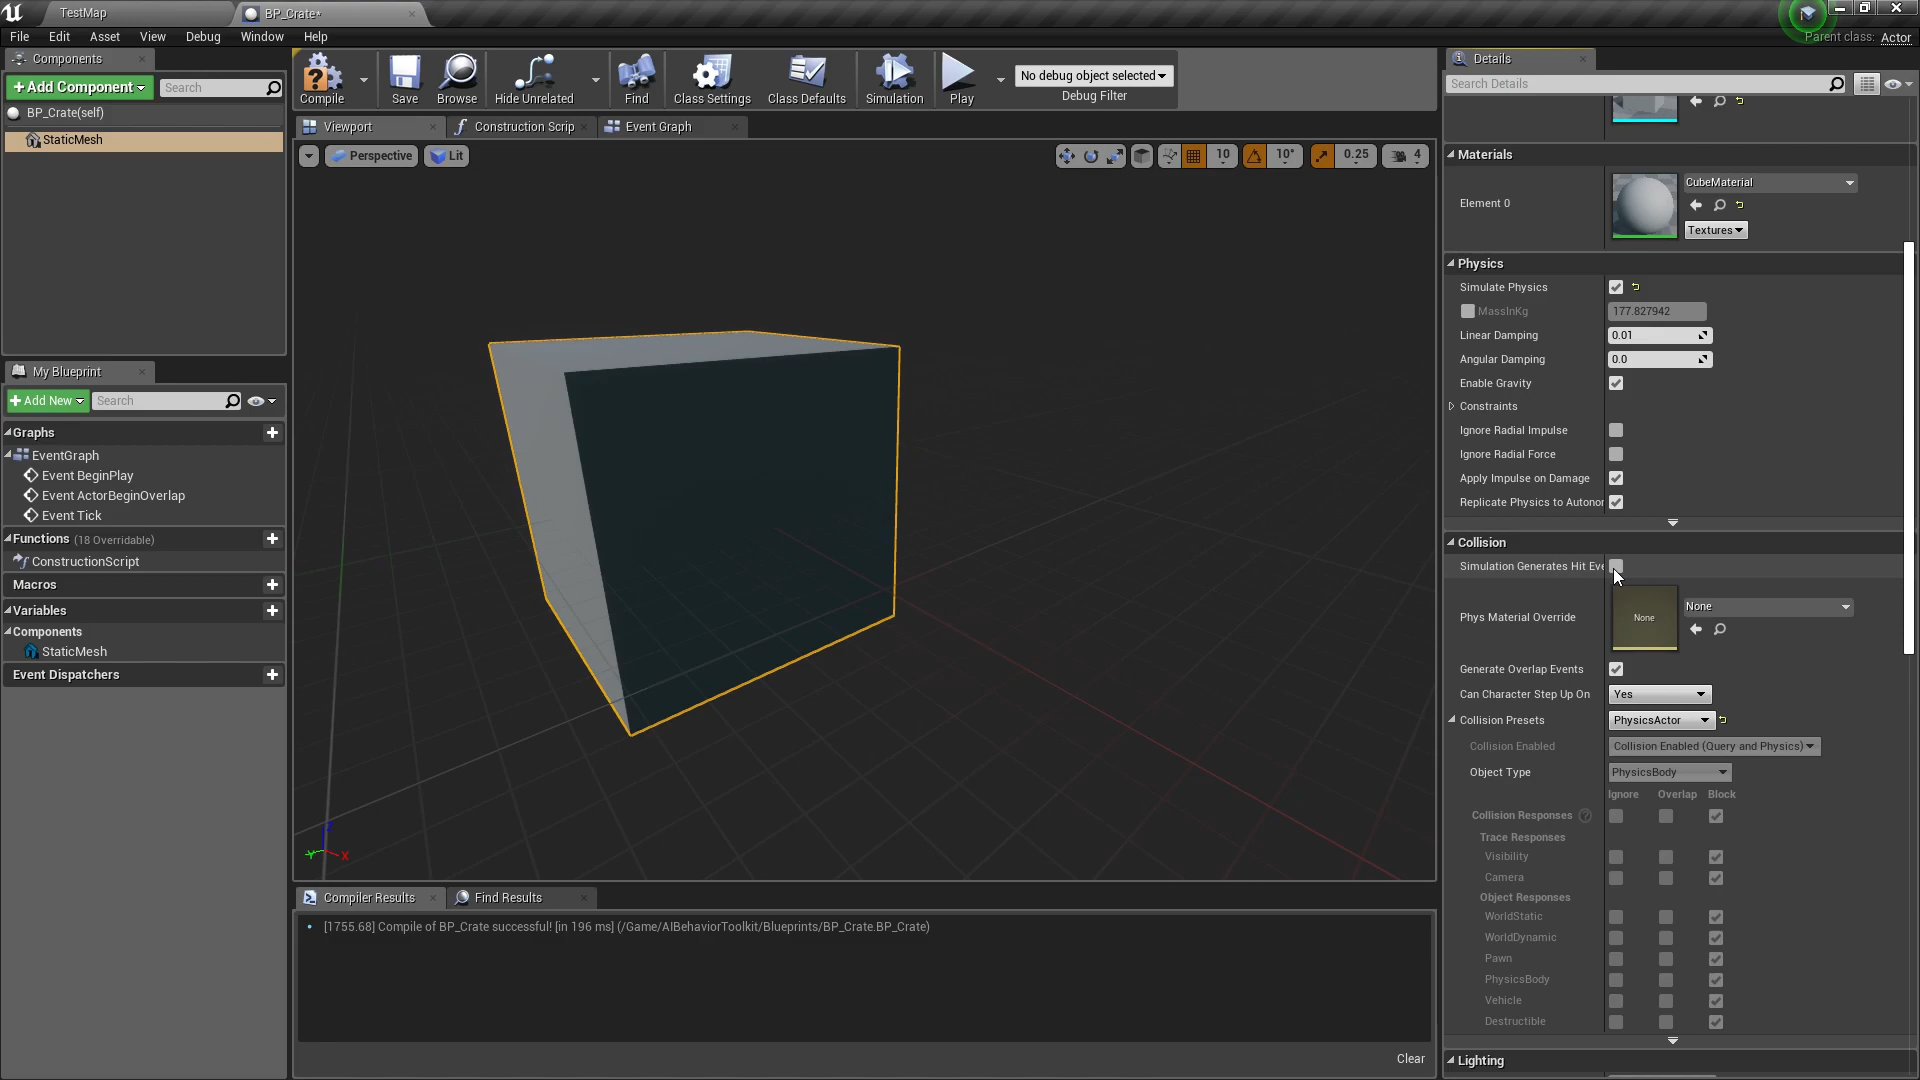 TestMap
BP_Crate*
File Edit Asset View Debug Window Help
Parent class: Actor
Components
+Add Component
Search
BP_Crate(self)
StaticMesh
My Blueprint
+Add New
Search
Graphs
EventGraph
Event BeginPlay
Event ActorBeginOverlap
Event Tick
Functions (18 Overridable)
ConstructionScript
Macros
Variables
Components
StaticMesh
Event Dispatchers
Compile
Save
Browse
Hide Unrelated
Find
Class Settings
Class Defaults
Simulation
Play
No debug object selected
Debug Filter
Viewport
Construction Scrip
Event Graph
Perspective
Lit
10
10°
0.25
4
Z
Y
X
Compiler Results
Find Results
[1755.68] Compile of BP_Crate successful! [in 196 ms] (/Game/AIBehaviorToolkit/Blueprints/BP_Crate.BP_Crate)
Clear
Details
Search Details
Materials
Element 0
CubeMaterial
Textures
Physics
Simulate Physics
MassInKg 177.827942
Linear Damping 0.01
Angular Damping 0.0
Enable Gravity
Constraints
Ignore Radial Impulse
Ignore Radial Force
Apply Impulse on Damage
Replicate Physics to Autonor
Collision
Simulation Generates Hit Eve
Phys Material Override
None
None
Generate Overlap Events
Can Character Step Up On Yes
Collision Presets PhysicsActor
Collision Enabled Collision Enabled (Query and Physics)
Object Type PhysicsBody
Ignore Overlap Block
Collision Responses ?
Trace Responses
Visibility
Camera
Object Responses
WorldStatic
WorldDynamic
Pawn
PhysicsBody
Vehicle
Destructible
Lighting